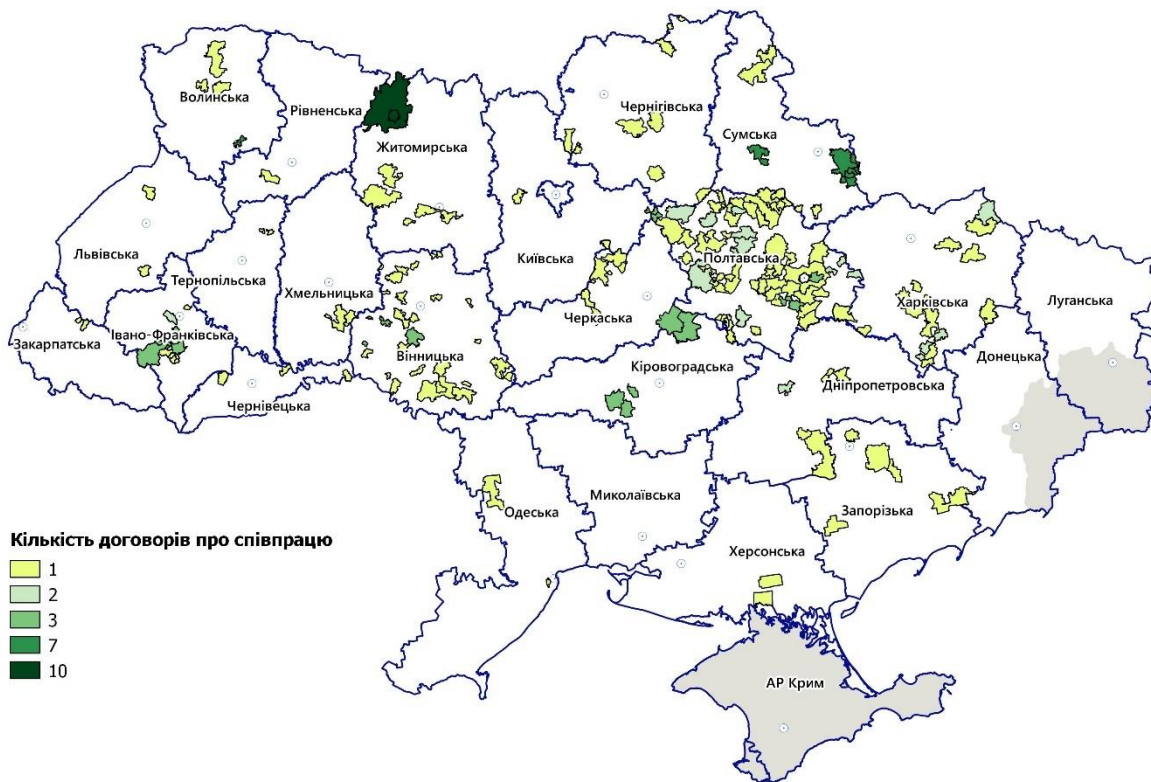 Волинська
Рівненська
Житомирська
Чернігівська
Сумська
Львівська
Тернопільська
Хмельницька
Київська
Полтавська
Харківська
Луганська
Закарпатська
Івано-Франківська
Вінницька
Черкаська
Кіровоградська
Донецька
Чернівецька
Дніпропетровська
Одеська
Миколаївська
Запорізька
Херсонська
АР Крим
Кількість договорів про співпрацю
1
2
3
7
10